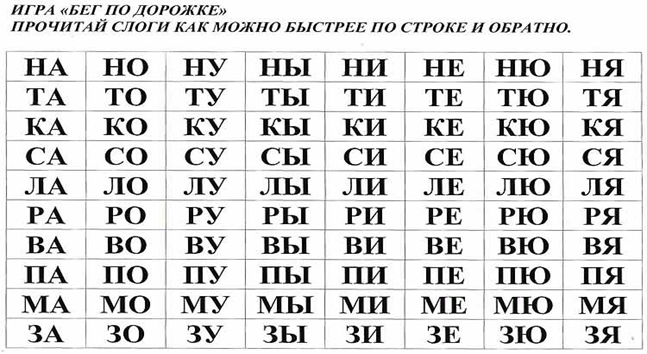 ИГРА «БЕГ ПО ДОРОЖКЕ»
ПРОЧИТАЙ СЛОГИ КАК МОЖНО БЫСТРЕЕ ПО СТРОКЕ И ОБРАТНО.
НА НО НУ НЫ НИ НЕ НЮ НЯ
ТА ТО ТУ ТЫ ТИ ТЕ ТЮ ТЯ
КА КО КУ КЫ КИ КЕ КЮ КЯ
СА СО СУ СЫ СИ СЕ СЮ СЯ
ЛА ЛО ЛУ ЛЫ ЛИ ЛЕ ЛЮ ЛЯ
РА РО РУ РЫ РИ РЕ РЮ РЯ
ВА ВО ВУ ВЫ ВИ ВЕ ВЮ ВЯ
ПА ПО ПУ ПЫ ПИ ПЕ ПЮ ПЯ
МА МО МУ МЫ МИ МЕ МЮ МЯ
ЗА ЗО ЗУ ЗЫ ЗИ ЗЕ ЗЮ ЗЯ